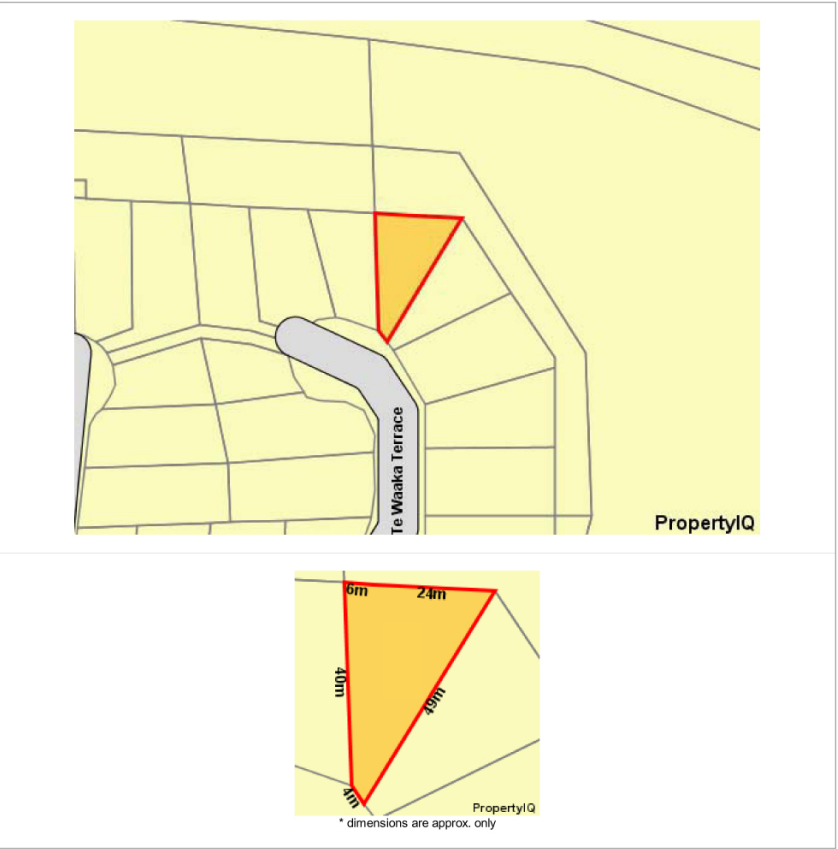 Te Waaka Terrace
PropertyIQ
6m
24m
40m
49m
4m
PropertyIQ
* dimensions are approx. only